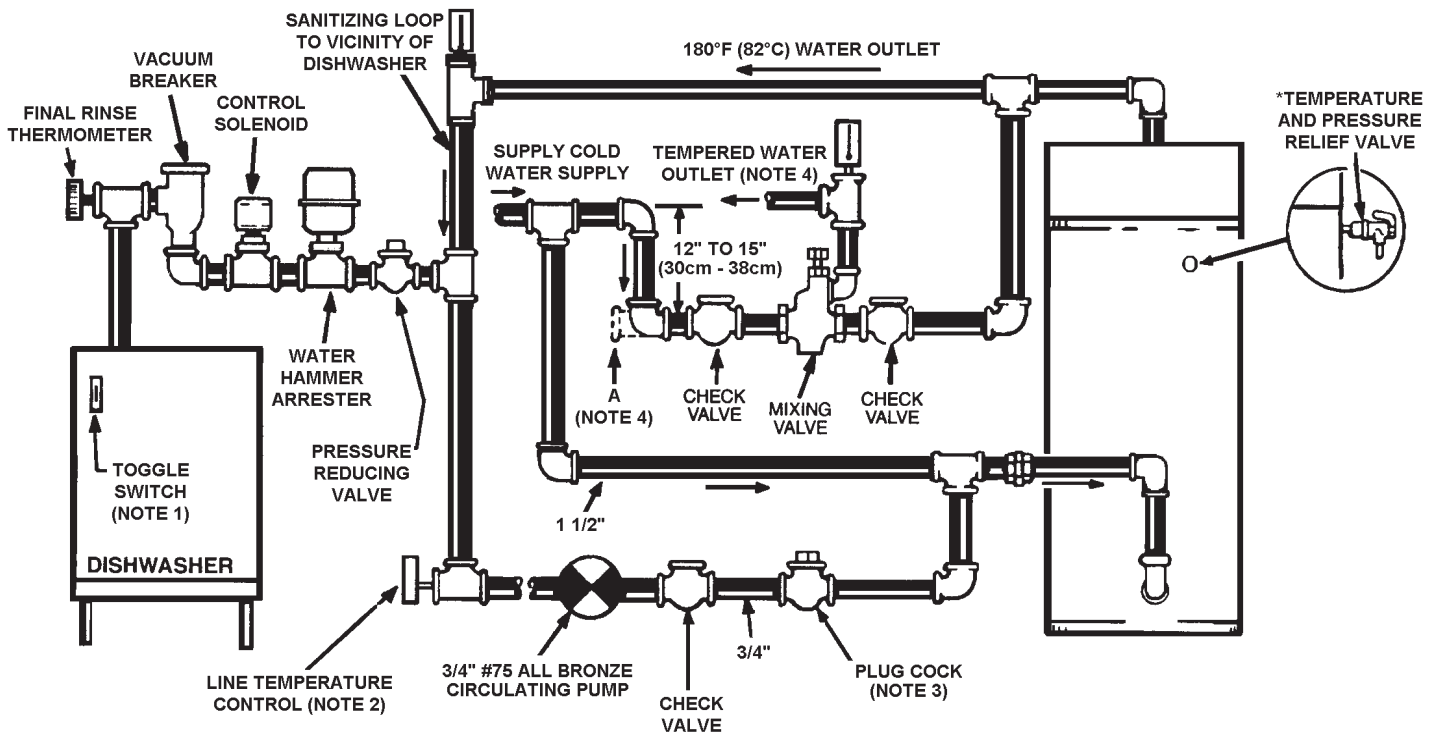 SANITIZING LOOP
TO VICINITY OF
DISHWASHER
180°F (82°C) WATER OUTLET
VACUUM
BREAKER
FINAL RINSE
THERMOMETER
CONTROL
SOLENOID
*TEMPERATURE
AND PRESSURE
RELIEF VALVE
SUPPLY COLD
WATER SUPPLY
TEMPERED WATER
OUTLET (NOTE 4)
12" TO 15"
(30cm - 38cm)
WATER
HAMMER
ARRESTER
A
(NOTE 4)
CHECK
VALVE
MIXING
VALVE
CHECK
VALVE
PRESSURE
REDUCING
VALVE
TOGGLE
SWITCH
(NOTE 1)
1 1/2"
DISHWASHER
LINE TEMPERATURE
CONTROL (NOTE 2)
3/4" #75 ALL BRONZE
CIRCULATING PUMP
CHECK
VALVE
3/4"
PLUG COCK
(NOTE 3)